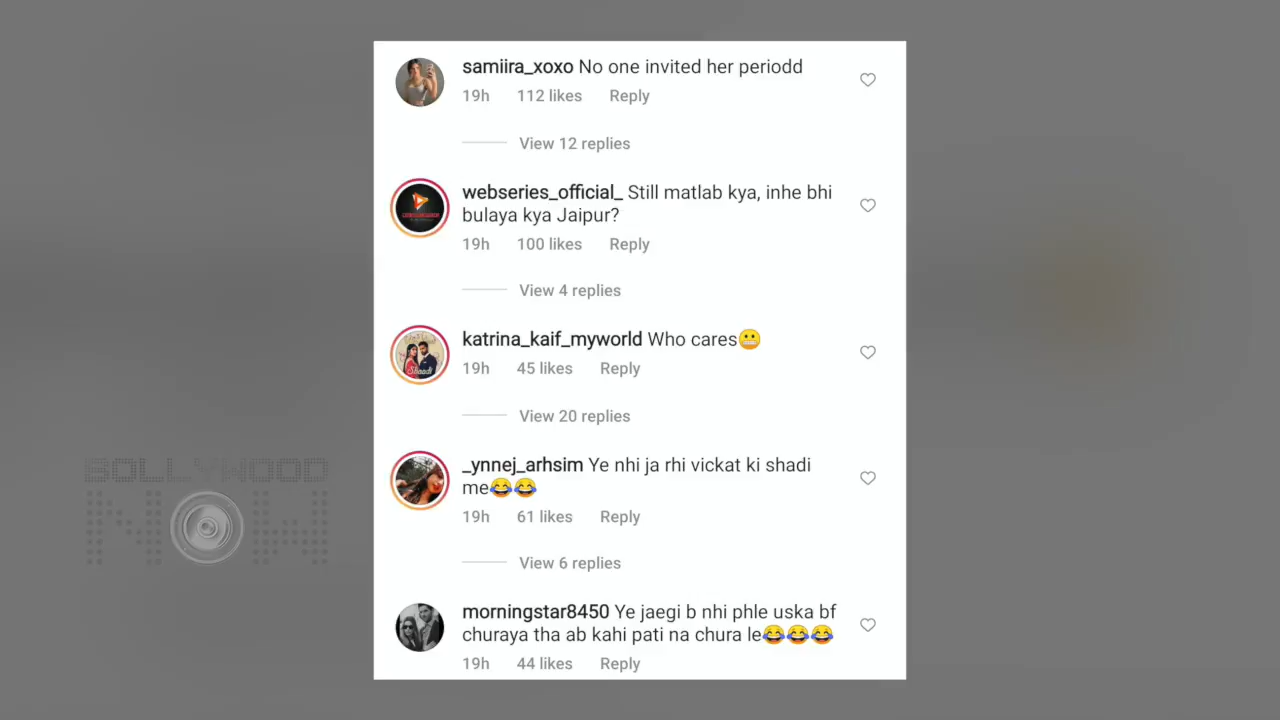 samiira_xoxo No one invited her periodd
19h 112 likes Reply
View 12 replies
webseries_official_ Still matlab kya, inhe bhi
bulaya kya Jaipur?
19h 100 likes Reply
View 4 replies
katrina_kaif_myworld Who cares😬
19h 45 likes Reply
Shaadi
View 20 replies
_ynnej_arhsim Ye nhi ja rhi vickat ki shadi
me😂😂
19h 61 likes Reply
View 6 replies
morningstar8450 Ye jaegi b nhi phle uska bf
churaya tha ab kahi pati na chura le😂😂😂
19h 44 likes Reply
BOLLYWOOD
NOW